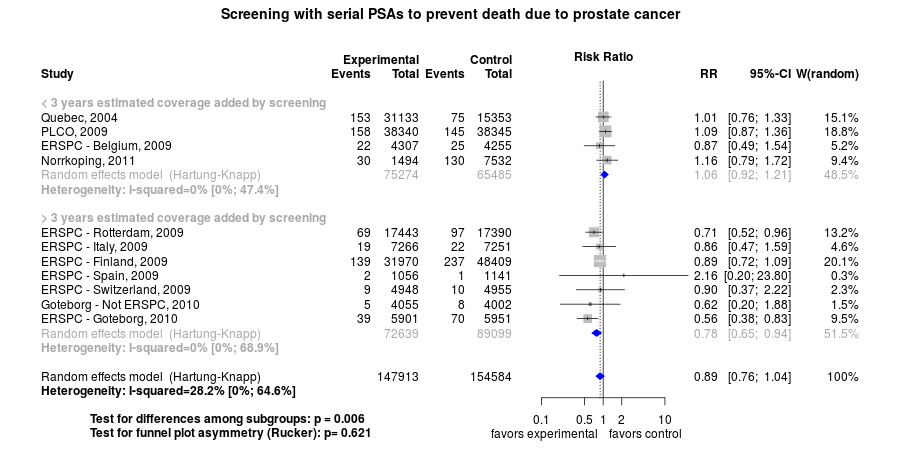 Screening with serial PSAs to prevent death due to prostate cancer
Experimental Control Risk Ratio
Study Events Total Events Total RR 95%-CI W(random)
< 3 years estimated coverage added by screening
Quebec, 2004 153 31133 75 15353 1.01 [0.76; 1.33] 15.1%
PLCO, 2009 158 38340 145 38345 1.09 [0.87; 1.36] 18.8%
ERSPC - Belgium, 2009 22 4307 25 4255 0.87 [0.49; 1.54] 5.2%
Norrkoping, 2011 30 1494 130 7532 1.16 [0.79; 1.72] 9.4%
Random effects model (Hartung-Knapp) 75274 65485 1.06 [0.92; 1.21] 48.5%
Heterogeneity: I-squared=0% [0%; 47.4%]
> 3 years estimated coverage added by screening
ERSPC - Rotterdam, 2009 69 17443 97 17390 0.71 [0.52; 0.96] 13.2%
ERSPC - Italy, 2009 19 7266 22 7251 0.86 [0.47; 1.59] 4.6%
ERSPC - Finland, 2009 139 31970 237 48409 0.89 [0.72; 1.09] 20.1%
ERSPC - Spain, 2009 2 1056 1 1141 2.16 [0.20; 23.80] 0.3%
ERSPC - Switzerland, 2009 9 4948 10 4955 0.90 [0.37; 2.22] 2.3%
Goteborg - Not ERSPC, 2010 5 4055 8 4002 0.62 [0.20; 1.88] 1.5%
ERSPC - Goteborg, 2010 39 5901 70 5951 0.56 [0.38; 0.83] 9.5%
Random effects model (Hartung-Knapp) 72639 89099 0.78 [0.65; 0.94] 51.5%
Heterogeneity: I-squared=0% [0%; 68.9%]
Random effects model (Hartung-Knapp) 147913 154584 0.89 [0.76; 1.04] 100%
Heterogeneity: I-squared=28.2% [0%; 64.6%]
Test for differences among subgroups: p = 0.006
Test for funnel plot asymmetry (Rucker): p= 0.621
0.1 0.5 1 2 10
favors experimental favors control